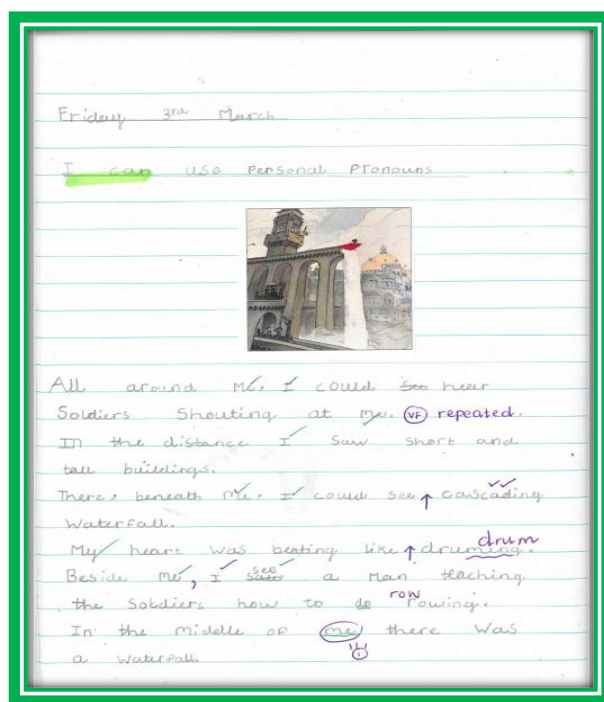 Friday 3rd March
I can use personal pronouns
All around me, I could see hear
Soldiers Shouting at me. VF repeated.
In the distance I saw short and
tall buildings.
There, beneath me, I could see ↑ cascading
waterfall.
drum
My heart was beating like ↑ druming.
see
Beside me, I saw a man teaching
row
the soldiers how to do rowing.
In the middle of me there was
a waterfall